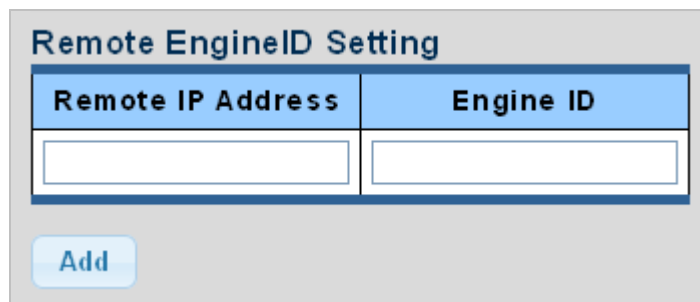 Remote EngineID Setting
Remote IP Address Engine ID
Add